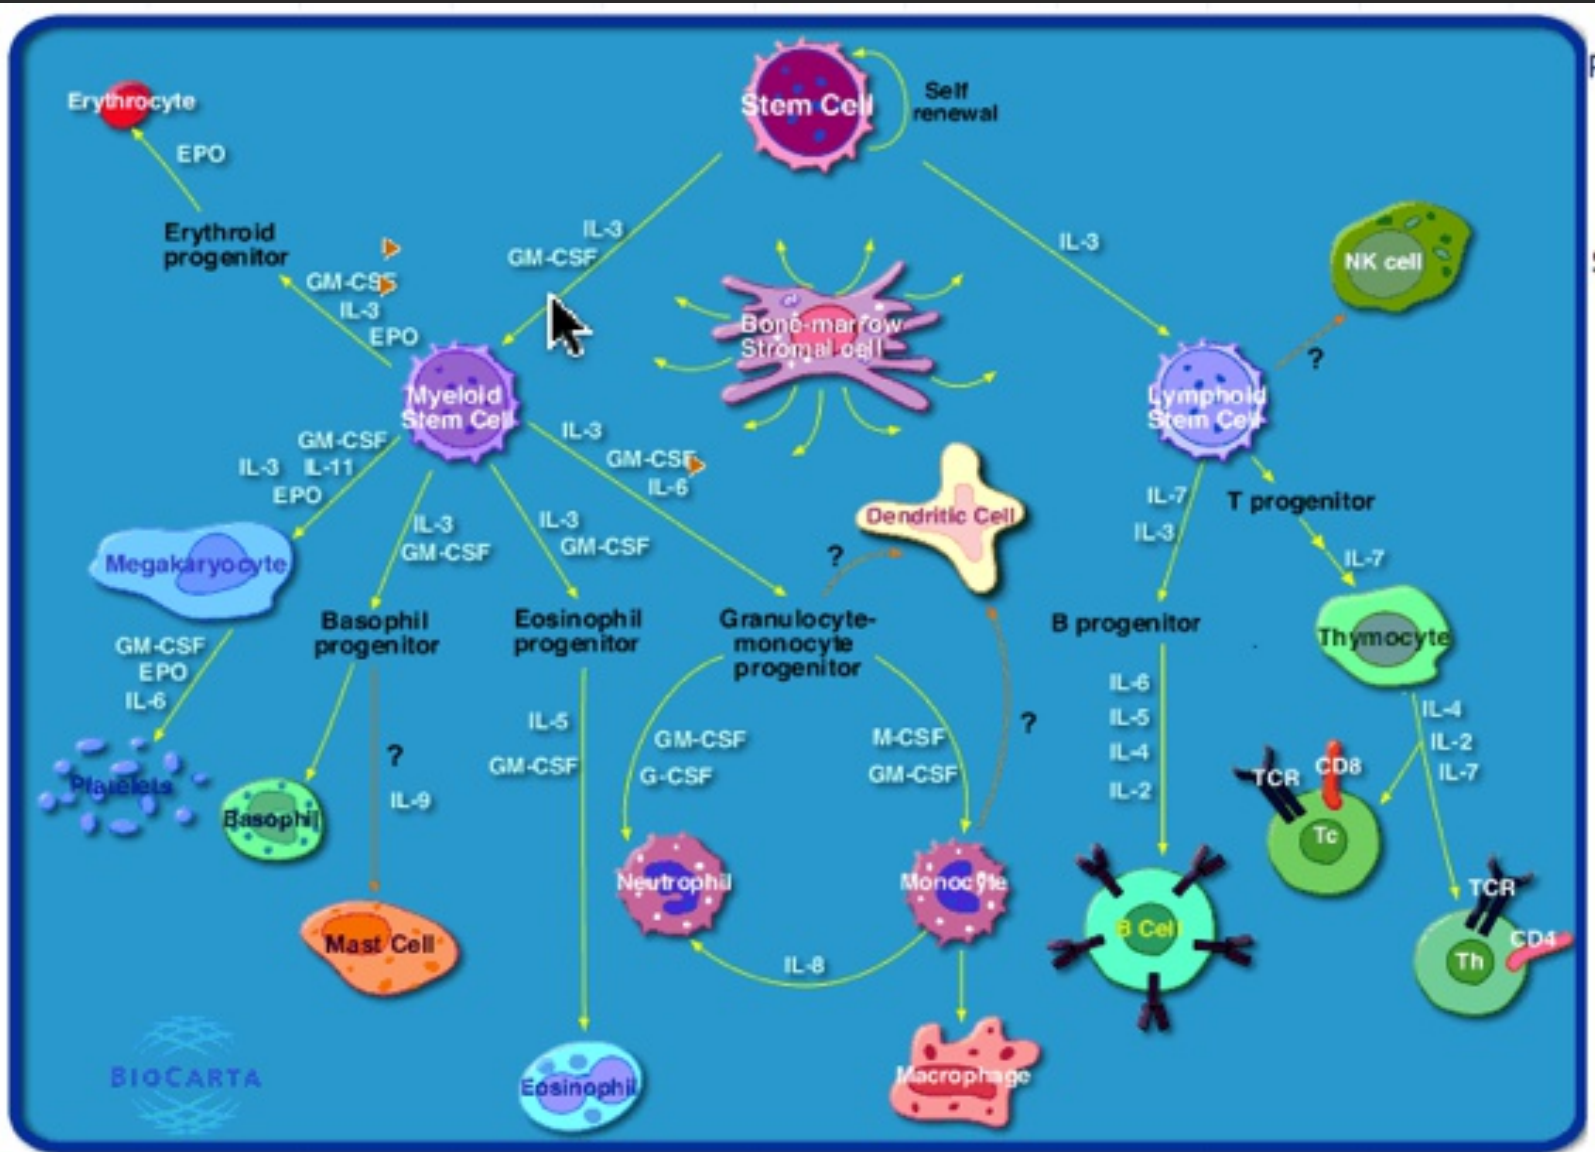 Stem Cell
Self
renewal
Erythrocyte
EPO
Erythroid
progenitor
GM-CSF
IL-3
EPO
IL-3
GM-CSF
IL-3
NK cell
?
Bone-marrow
Stromal cell
Myeloid
Stem Cell
Lymphoid
Stem Cell
GM-CSF
IL-3 IL-11
EPO
IL-3
GM-CSF
IL-3
GM-CSF
IL-3
GM-CSF
IL-6
Dendritic Cell
?
?
IL-7
IL-3
T progenitor
IL-7
Megakaryocyte
Basophil
progenitor
Eosinophil
progenitor
Granulocyte-
monocyte
progenitor
B progenitor
Thymocyte
GM-CSF
EPO
IL-6
Platelets
Basophil
?
IL-9
Mast Cell
IL-5
GM-CSF
GM-CSF
G-CSF
M-CSF
GM-CSF
IL-6
IL-5
IL-4
IL-2
IL-4
IL-2
IL-7
TCR
CD8
Tc
TCR
CD4
Th
Neutrophil
Monocyte
IL-8
B Cell
Eosinophil
Macrophage
BIOCARTA